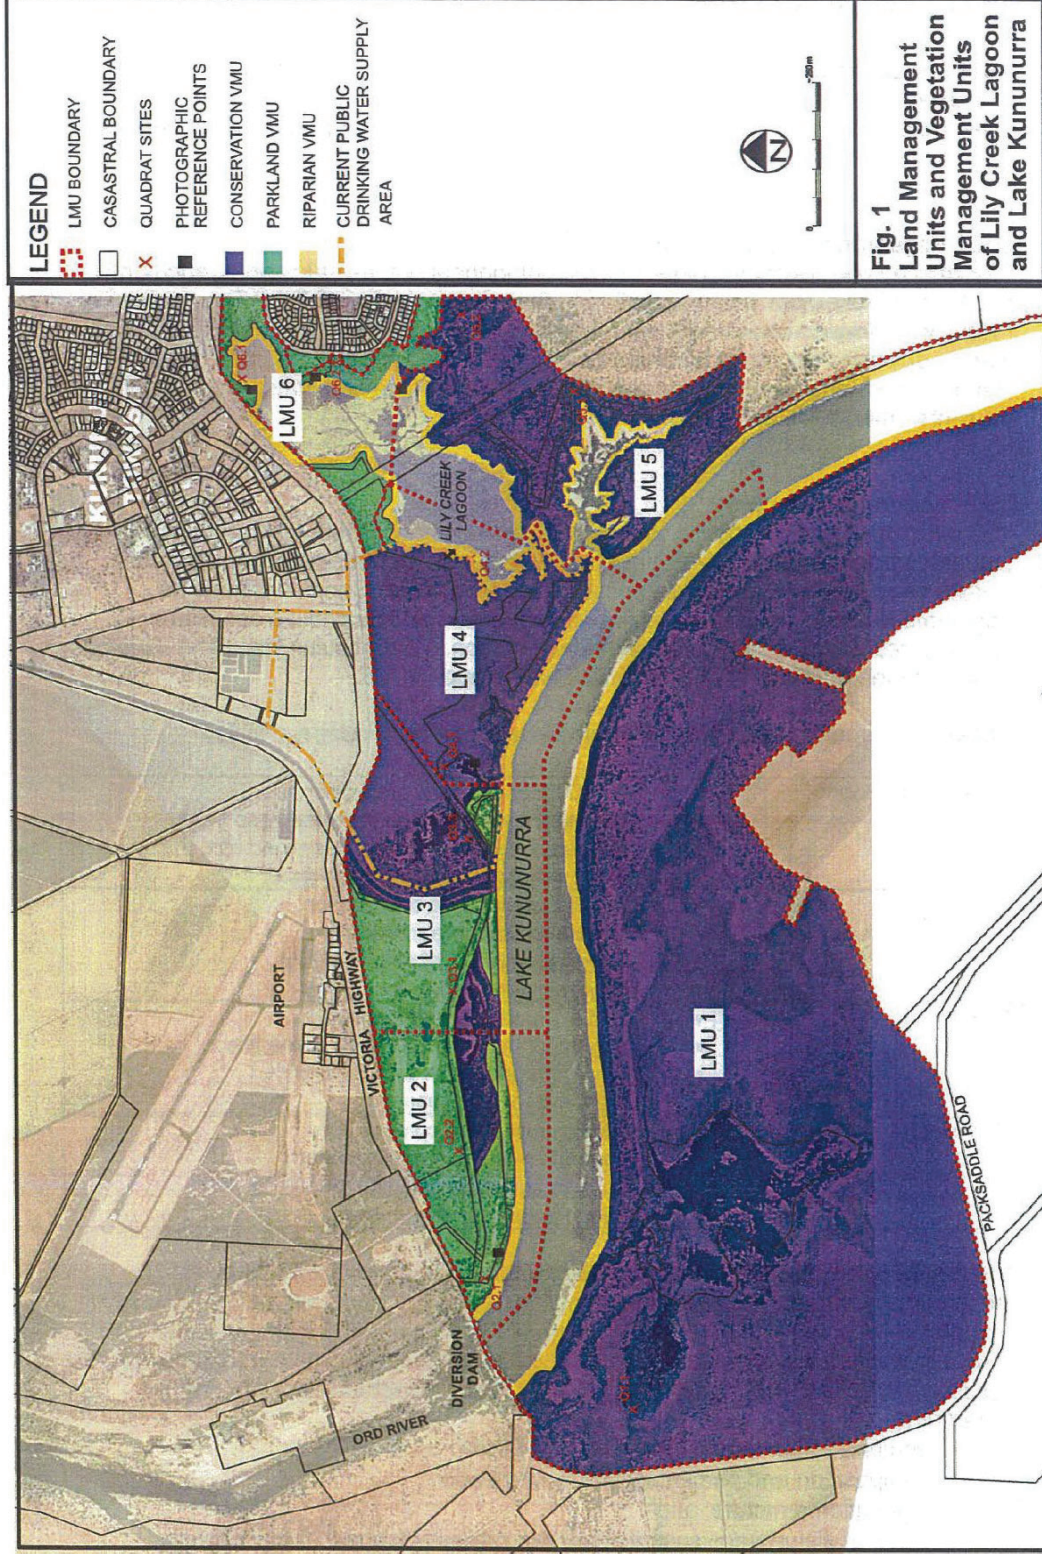 LEGEND
LMU BOUNDARY
CASASTRAL BOUNDARY
QUADRAT SITES
PHOTOGRAPHIC
REFERENCE POINTS
CONSERVATION VMU
PARKLAND VMU
RIPARIAN VMU
CURRENT PUBLIC
DRINKING WATER SUPPLY
AREA
N
0
~250m
Fig. 1
Land Management
Units and Vegetation
Management Units
of Lily Creek Lagoon
and Lake Kununurra
LMU 6
LILY CREEK
LAGOON
LMU 5
LMU 4
LMU 3
LMU 2
LMU 1
LAKE KUNUNURRA
AIRPORT
VICTORIA HIGHWAY
DIVERSION
DAM
ORD RIVER
PACKSADDLE ROAD